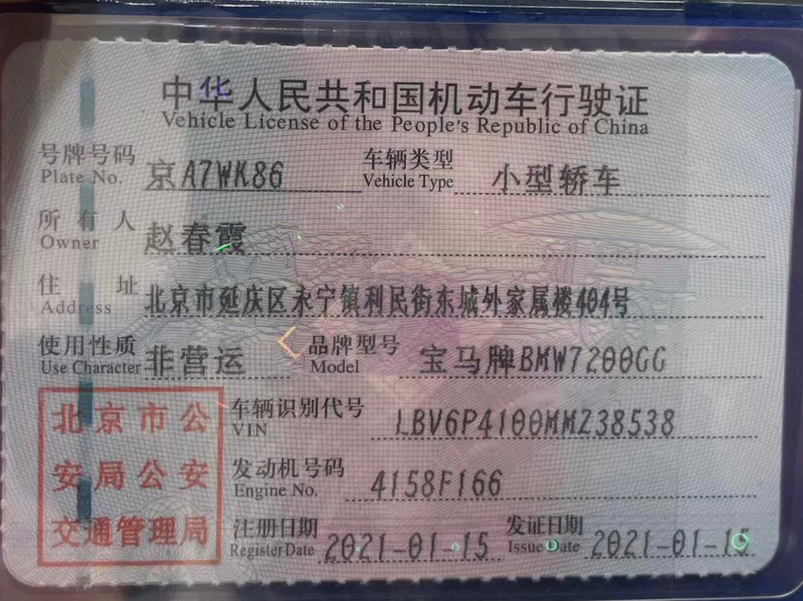 中华人民共和国机动车行驶证
Vehicle License of the People's Republic of China
号牌号码 京A7WK86 车辆类型 小型轿车
Plate No. Vehicle Type
所有人 赵春霞
Owner
住址 北京市延庆区永宁镇利民街东城外家属楼404号
Address
使用性质 非营运 品牌型号 宝马牌BMW7200GG
Use Character Model
北京市公
安局公安
交通管理局
车辆识别代号 LBV6P4100MMZ38538
VIN
发动机号码 4158F166
Engine No.
注册日期 2021-01-15 发证日期 2021-01-15
Register Date Issue Date